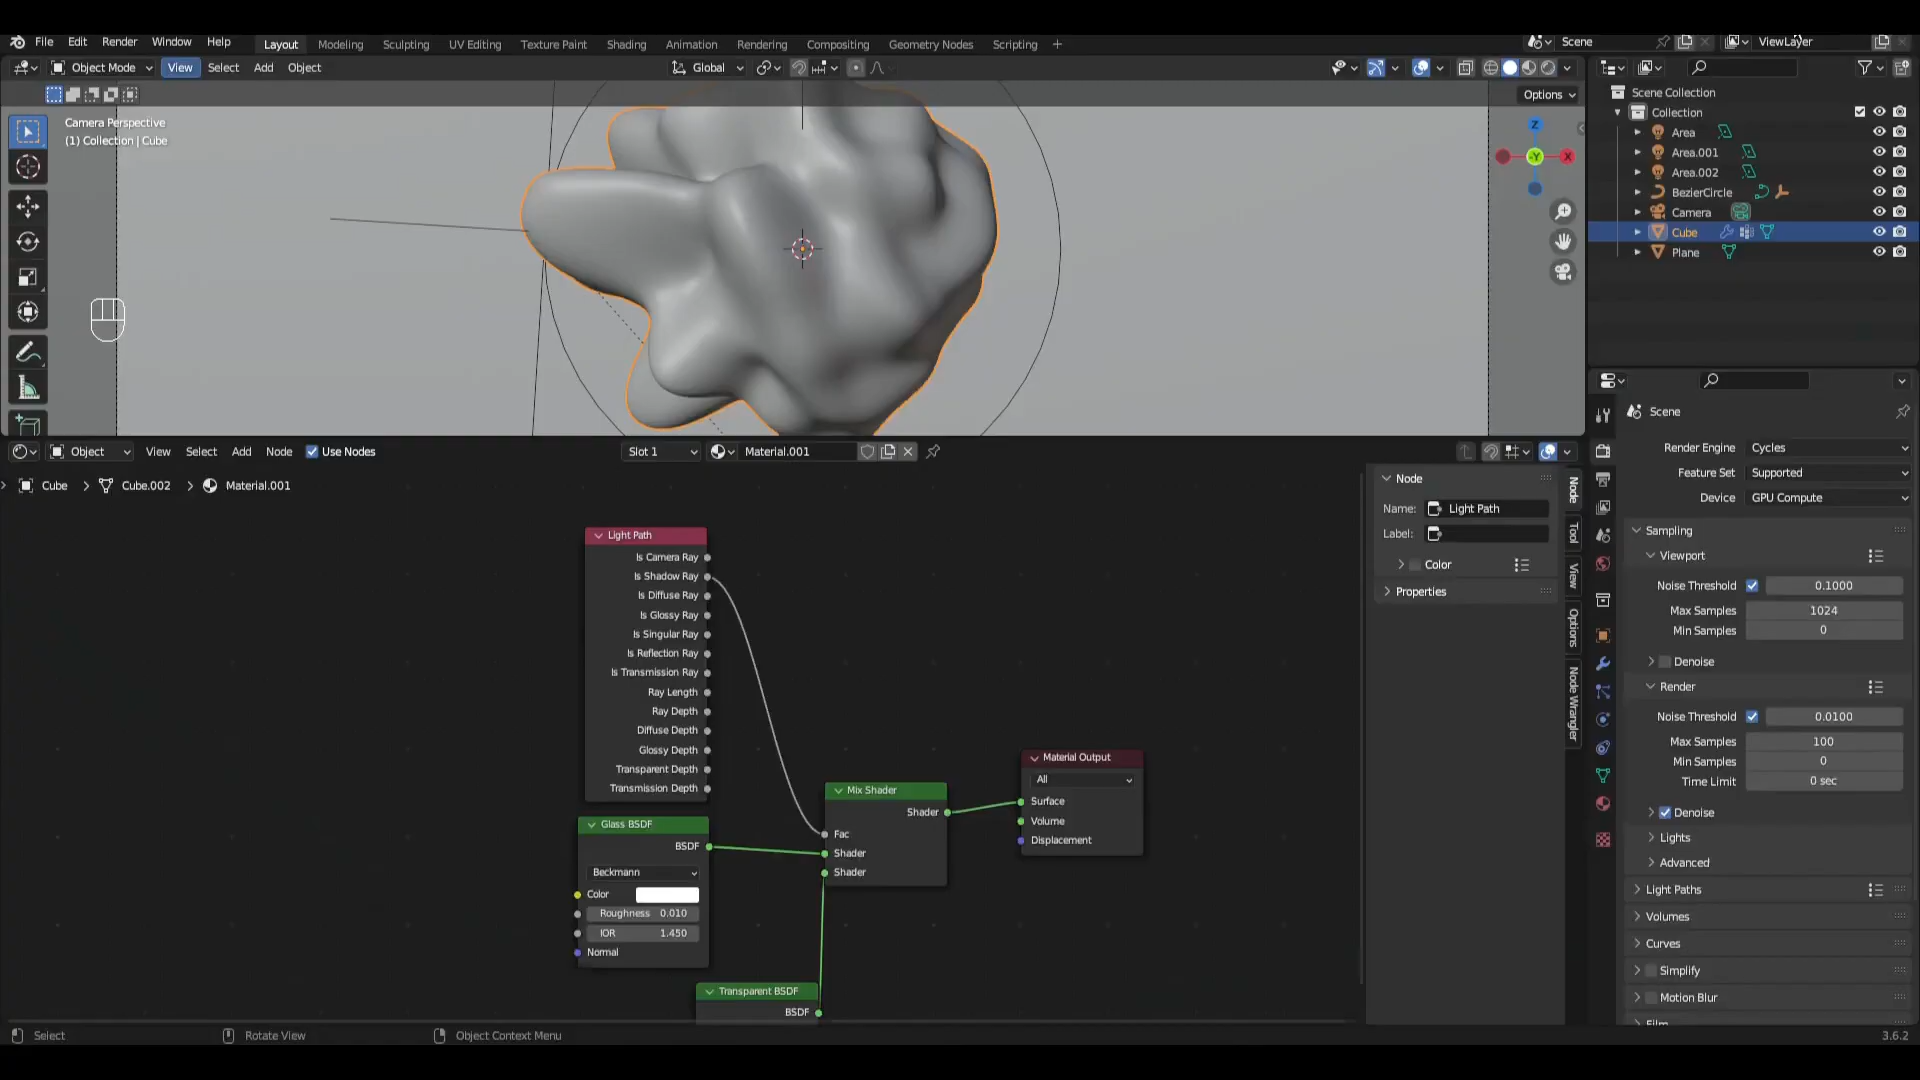 File Edit Render Window Help Layout Modeling Sculpting UV Editing Texture Paint Shading Animation Rendering Compositing Geometry Nodes Scripting + Scene ViewLayer
Object Mode View Select Add Object Global
Options
Camera Perspective
(1) Collection | Cube
Z
-Y
X
Scene Collection
Collection
Area
Area.001
Area.002
BezierCircle
Camera
Cube
Plane
Object View Select Add Node Use Nodes Slot 1 Material.001
Cube > Cube.002 > Material.001
Light Path
Is Camera Ray
Is Shadow Ray
Is Diffuse Ray
Is Glossy Ray
Is Singular Ray
Is Reflection Ray
Is Transmission Ray
Ray Length
Ray Depth
Diffuse Depth
Glossy Depth
Transparent Depth
Transmission Depth
Glass BSDF
BSDF
Beckmann
Color
Roughness 0.010
IOR 1.450
Normal
Transparent BSDF
BSDF
Mix Shader
Shader
Fac
Shader
Shader
Material Output
All
Surface
Volume
Displacement
Node
Name: Light Path
Label:
Color
Properties
Node
Tool
View
Options
Node Wrangler
Scene
Render Engine Cycles
Feature Set Supported
Device GPU Compute
Sampling
Viewport
Noise Threshold 0.1000
Max Samples 1024
Min Samples 0
Denoise
Render
Noise Threshold 0.0100
Max Samples 100
Min Samples 0
Time Limit 0 sec
Denoise
Lights
Advanced
Light Paths
Volumes
Curves
Simplify
Motion Blur
Film
Select Rotate View Object Context Menu 3.6.2